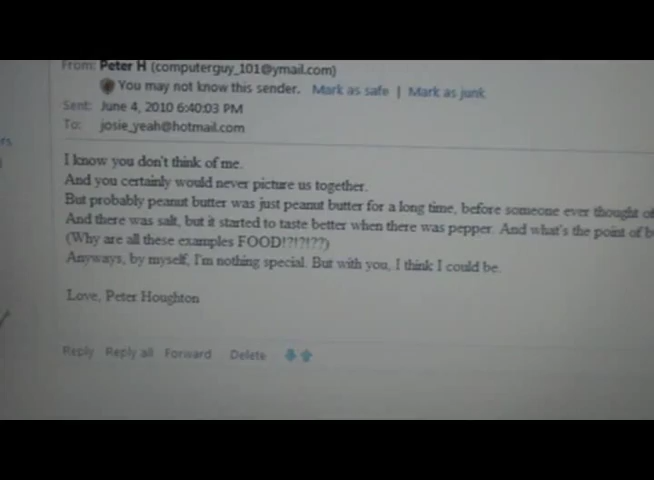 From: Peter H (computerguy_101@ymail.com)
You may not know this sender. Mark as safe | Mark as junk
Sent: June 4, 2010 6:40:03 PM
To: josie_yeah@hotmail.com
rs
I know you don't think of me.
And you certainly would never picture us together.
But probably peanut butter was just peanut butter for a long time, before someone ever thought of
And there was salt, but it started to taste better when there was pepper. And what's the point of b
(Why are all these examples FOOD!?!?!??)
Anyways, by myself, I'm nothing special. But with you, I think I could be.
Love, Peter Houghton
Reply Reply all Forward Delete